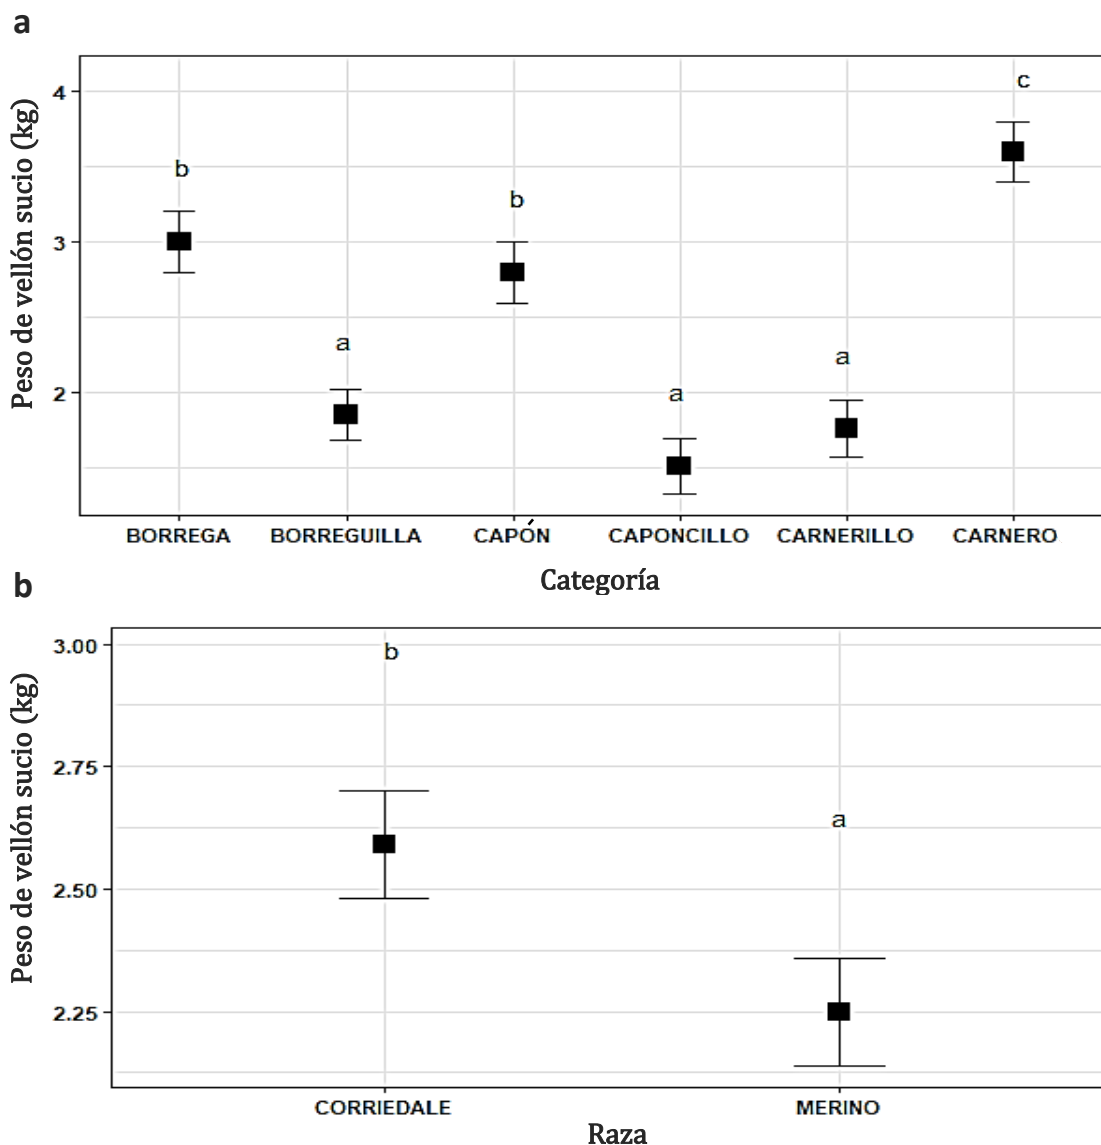 a
Peso de vellón sucio (kg)
4
3
2
b
a
b
a
a
c
BORREGA BORREGUILLA CAPÓN CAPONCILLO CARNERILLO CARNERO
Categoría
b
Peso de vellón sucio (kg)
3.00
2.75
2.50
2.25
b
a
CORRIEDALE MERINO
Raza